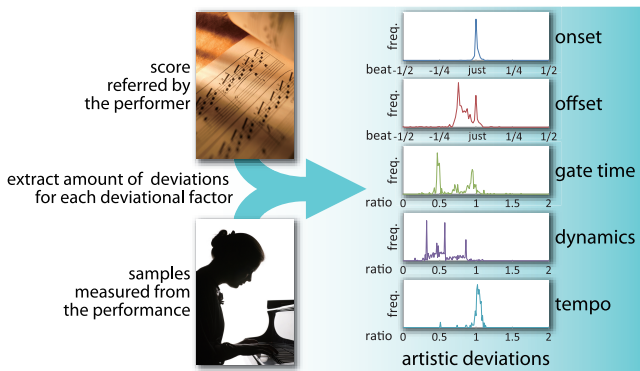 score
referred by
the performer
extract amount of deviations
for each deviational factor
samples
measured from
the performance
freq.
onset
beat -1/2 -1/4 just 1/4 1/2
freq.
offset
beat -1/2 -1/4 just 1/4 1/2
freq.
gate time
ratio 0 0.5 1 1.5 2
freq.
dynamics
ratio 0 0.5 1 1.5 2
freq.
tempo
ratio 0 0.5 1 1.5 2
artistic deviations